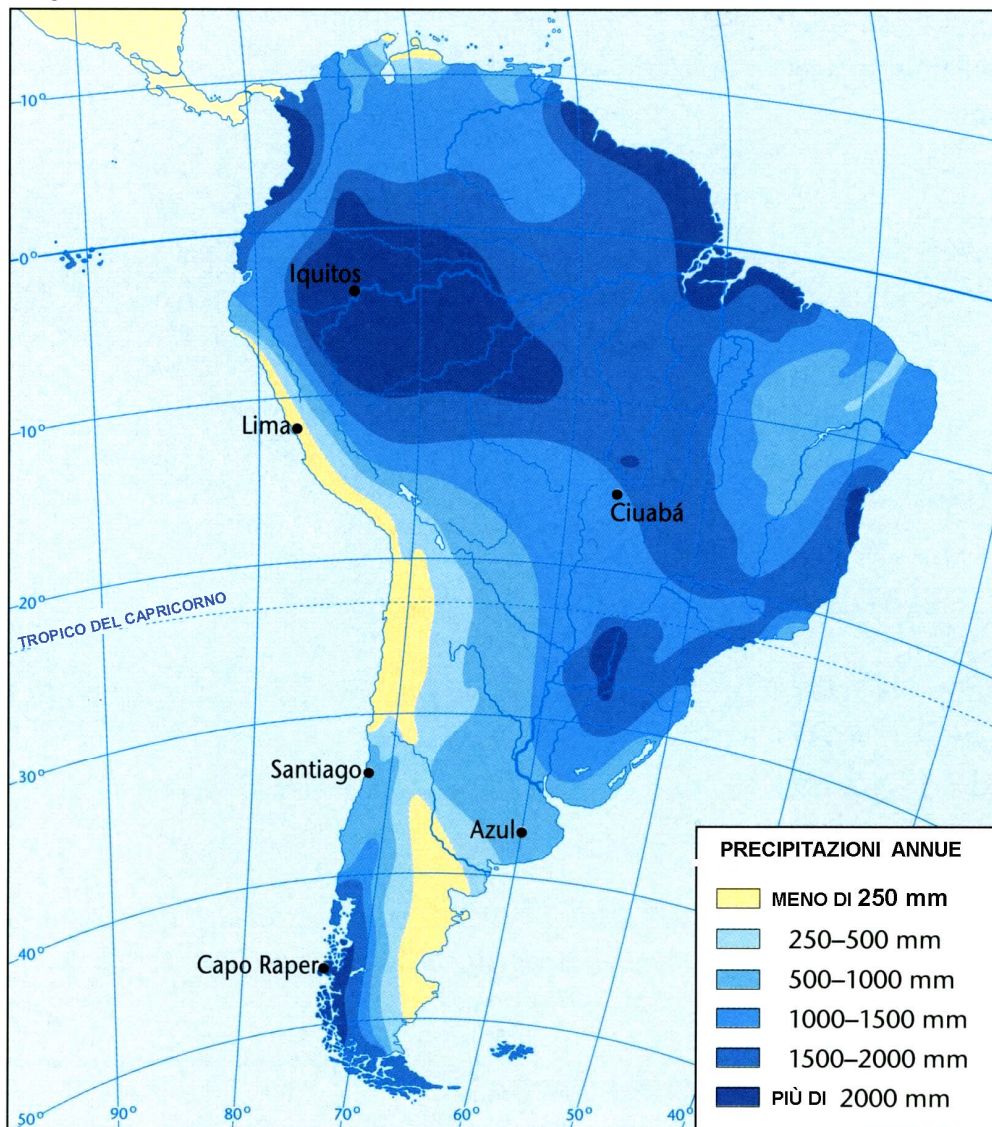 10°
0°
Iquitos
Lima
10°
Ciuabá
20°
TROPICO DEL CAPRICORNO
Santiago
30°
Azul
PRECIPITAZIONI ANNUE
MENO DI 250 mm
250–500 mm
Capo Raper
500–1000 mm
40°
1000–1500 mm
1500–2000 mm
PIÙ DI 2000 mm
50° 90° 80° 70° 60° 50° 40°